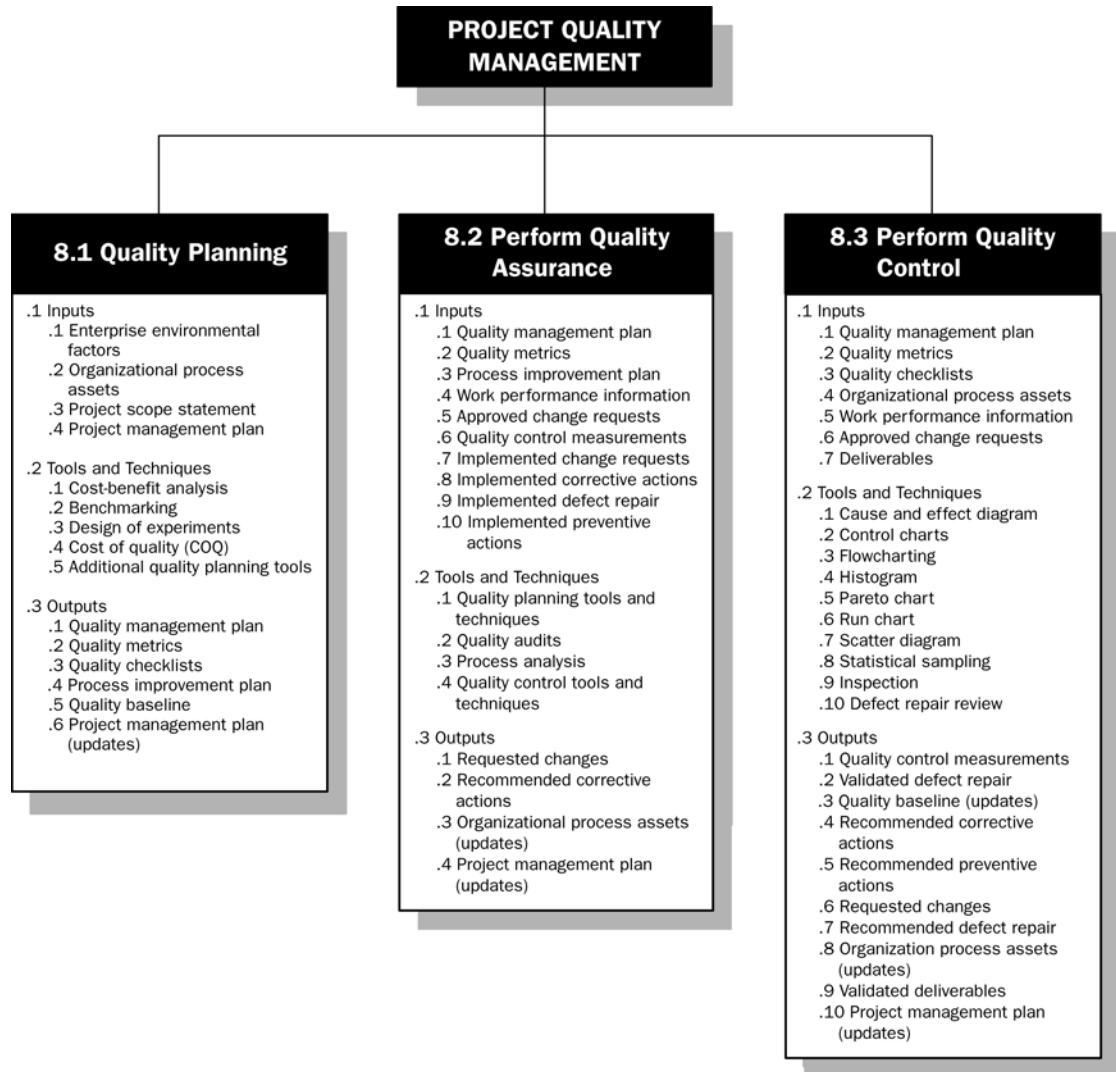 PROJECT QUALITY
MANAGEMENT
8.1 Quality Planning
.1 Inputs
.1 Enterprise environmental
factors
.2 Organizational process
assets
.3 Project scope statement
.4 Project management plan
.2 Tools and Techniques
.1 Cost-benefit analysis
.2 Benchmarking
.3 Design of experiments
.4 Cost of quality (COQ)
.5 Additional quality planning tools
.3 Outputs
.1 Quality management plan
.2 Quality metrics
.3 Quality checklists
.4 Process improvement plan
.5 Quality baseline
.6 Project management plan
(updates)
8.2 Perform Quality
Assurance
.1 Inputs
.1 Quality management plan
.2 Quality metrics
.3 Process improvement plan
.4 Work performance information
.5 Approved change requests
.6 Quality control measurements
.7 Implemented change requests
.8 Implemented corrective actions
.9 Implemented defect repair
.10 Implemented preventive
actions
.2 Tools and Techniques
.1 Quality planning tools and
techniques
.2 Quality audits
.3 Process analysis
.4 Quality control tools and
techniques
.3 Outputs
.1 Requested changes
.2 Recommended corrective
actions
.3 Organizational process assets
(updates)
.4 Project management plan
(updates)
8.3 Perform Quality
Control
.1 Inputs
.1 Quality management plan
.2 Quality metrics
.3 Quality checklists
.4 Organizational process assets
.5 Work performance information
.6 Approved change requests
.7 Deliverables
.2 Tools and Techniques
.1 Cause and effect diagram
.2 Control charts
.3 Flowcharting
.4 Histogram
.5 Pareto chart
.6 Run chart
.7 Scatter diagram
.8 Statistical sampling
.9 Inspection
.10 Defect repair review
.3 Outputs
.1 Quality control measurements
.2 Validated defect repair
.3 Quality baseline (updates)
.4 Recommended corrective
actions
.5 Recommended preventive
actions
.6 Requested changes
.7 Recommended defect repair
.8 Organization process assets
(updates)
.9 Validated deliverables
.10 Project management plan
(updates)